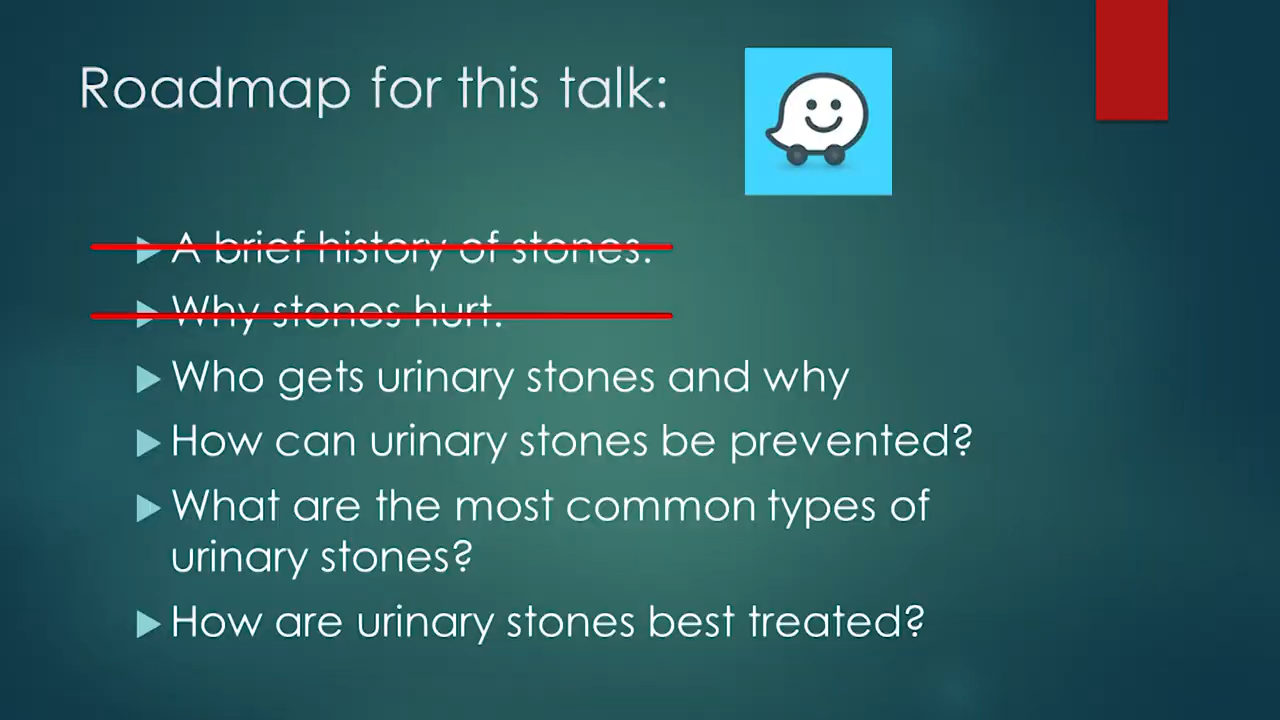 Roadmap for this talk:
A brief history of stones.
Why stones hurt.
Who gets urinary stones and why
How can urinary stones be prevented?
What are the most common types of
urinary stones?
How are urinary stones best treated?